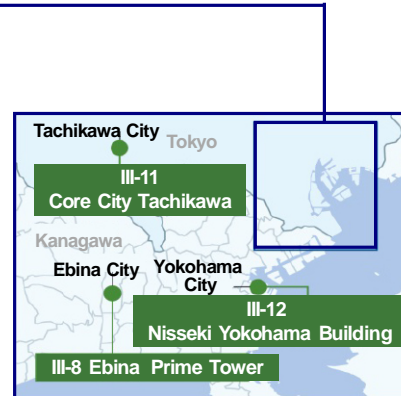 Tachikawa City
Tokyo
III-11
Core City Tachikawa
Kanagawa
Ebina City
Yokohama
City
III-12
Nisseki Yokohama Building
III-8 Ebina Prime Tower